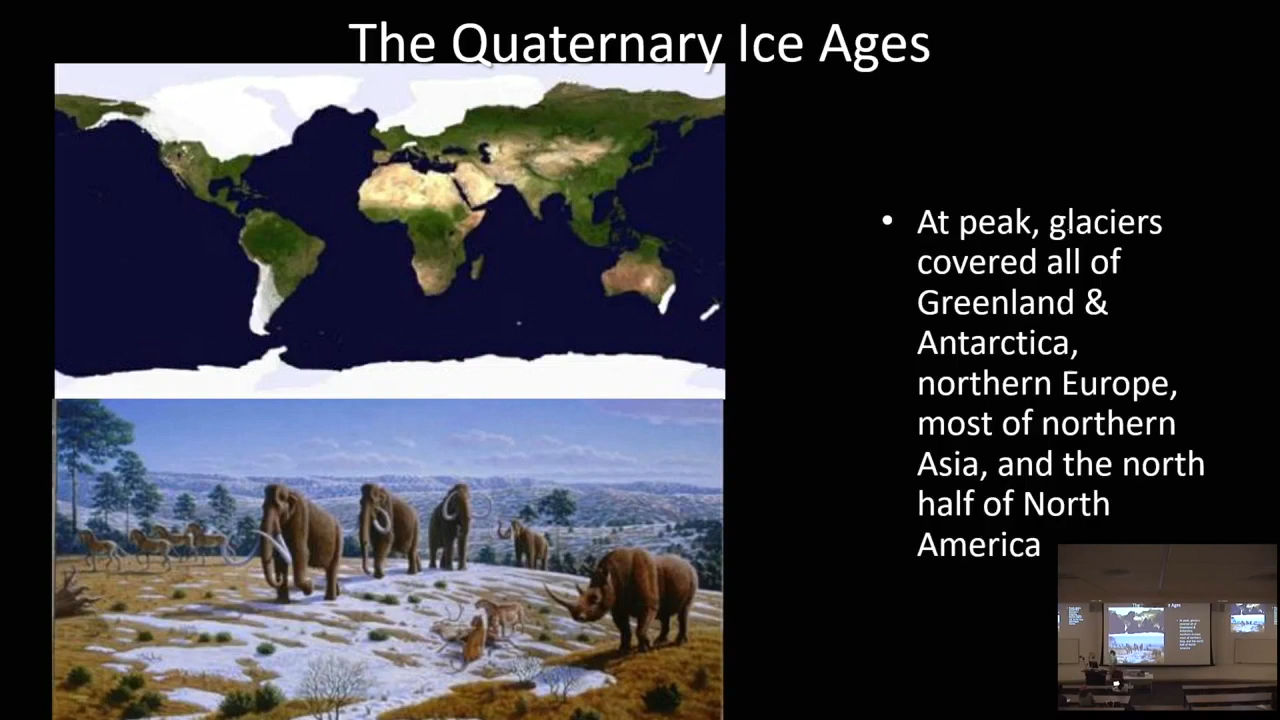 The Quaternary Ice Ages
• At peak, glaciers
covered all of
Greenland &
Antarctica,
northern Europe,
most of northern
Asia, and the north
half of North
America